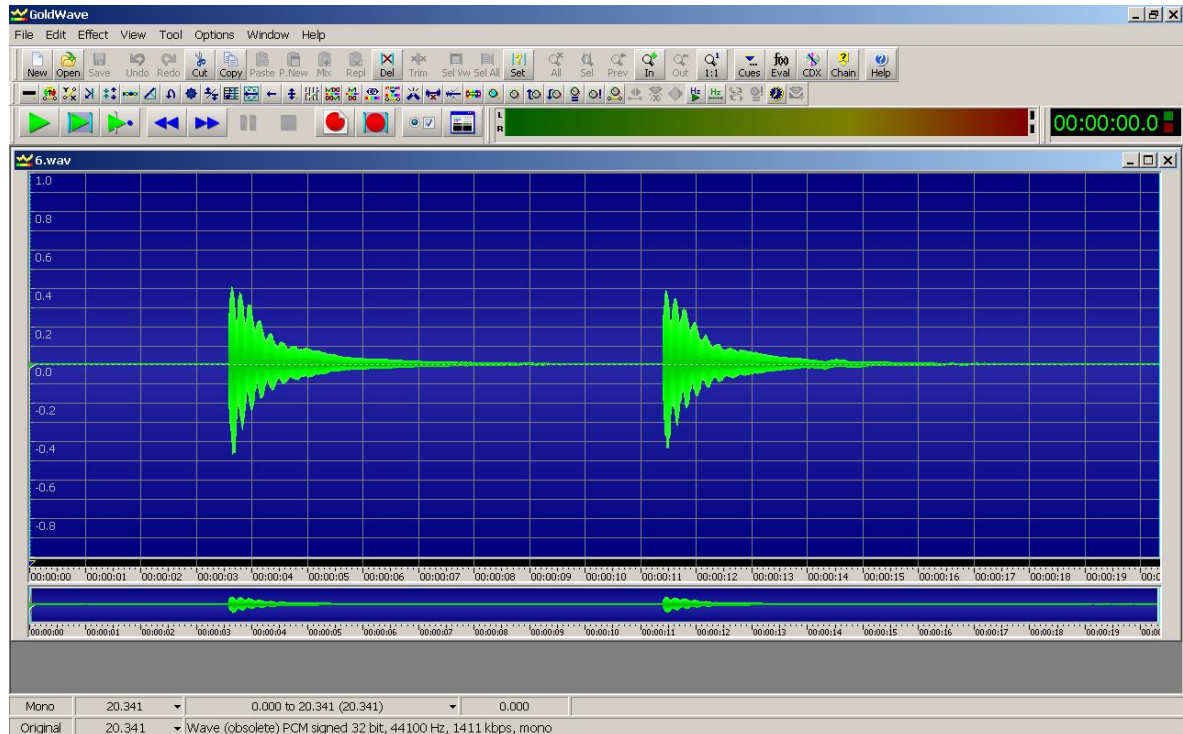 GoldWave
File Edit Effect View Tool Options Window Help
New Open Save Undo Redo Cut Copy Paste P.New Mix Repl Del Trim Sel Vw Sel All Set All Sel Prev In Out 1:1 Cues Eval CDX Chain Help
L
R
00:00:00.0
6.wav
1.0
0.8
0.6
0.4
0.2
0.0
-0.2
-0.4
-0.6
-0.8
00:00:00 00:00:01 00:00:02 00:00:03 00:00:04 00:00:05 00:00:06 00:00:07 00:00:08 00:00:09 00:00:10 00:00:11 00:00:12 00:00:13 00:00:14 00:00:15 00:00:16 00:00:17 00:00:18 00:00:19
00:00:00 00:00:01 00:00:02 00:00:03 00:00:04 00:00:05 00:00:06 00:00:07 00:00:08 00:00:09 00:00:10 00:00:11 00:00:12 00:00:13 00:00:14 00:00:15 00:00:16 00:00:17 00:00:18 00:00:19
Mono 20.341 0.000 to 20.341 (20.341) 0.000
Original 20.341 Wave (obsolete) PCM signed 32 bit, 44100 Hz, 1411 kbps, mono